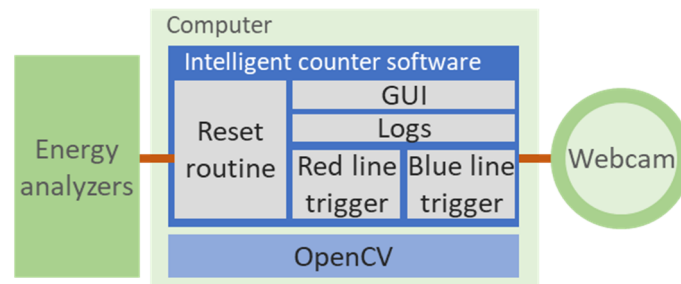 Computer
Intelligent counter software
Energy
analyzers
Reset
routine
GUI
Logs
Red line
trigger
Blue line
trigger
Webcam
OpenCV